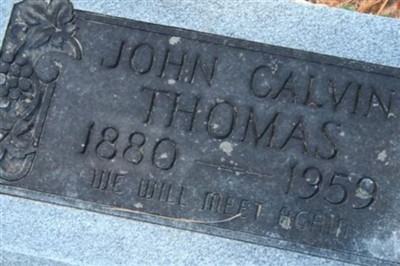 JOHN CALVIN
THOMAS
1880 — 1959
WE WILL MEET AGAIN